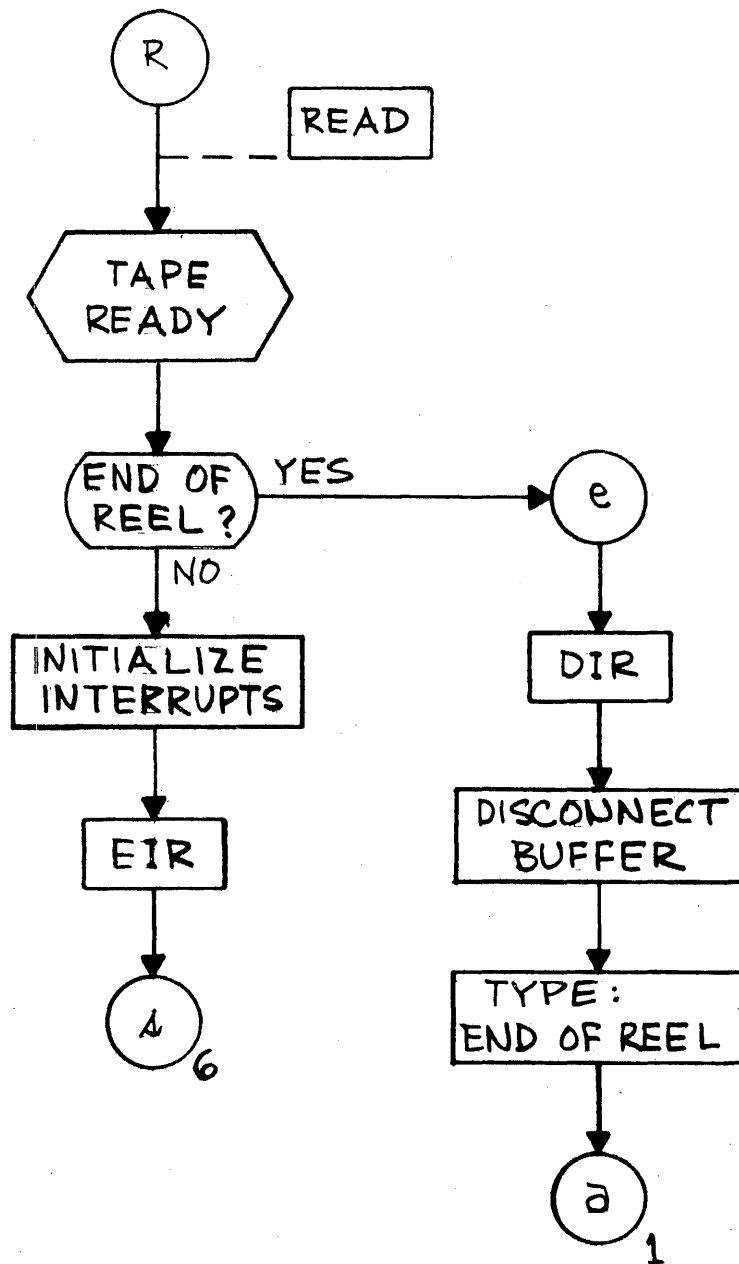 R
READ
TAPE
READY
END OF
REEL?
YES
NO
e
INITIALIZE
INTERRUPTS
DIR
EIR
DISCONNECT
BUFFER
s
6
TYPE:
END OF REEL
a
1